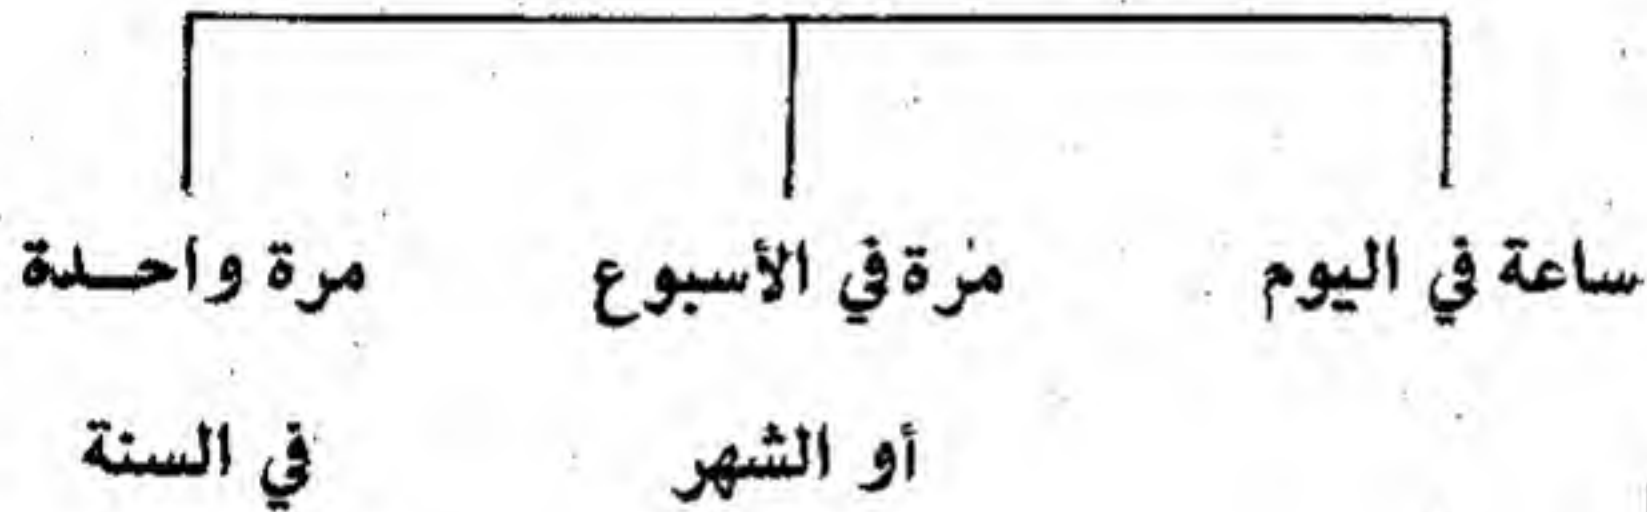 ساعة في اليوم مرة في الأسبوع مرة واحدة
أو الشهر في السنة